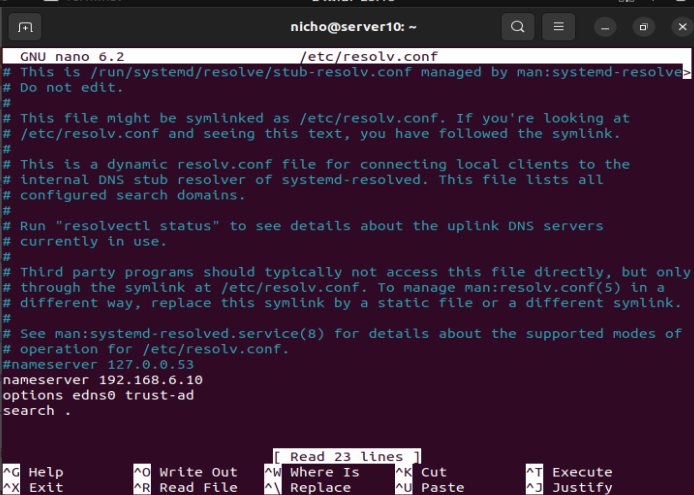 nicho@server10: ~
GNU nano 6.2 /etc/resolv.conf
# This is /run/systemd/resolve/stub-resolv.conf managed by man:systemd-resolve>
# Do not edit.
#
# This file might be symlinked as /etc/resolv.conf. If you're looking at
# /etc/resolv.conf and seeing this text, you have followed the symlink.
#
# This is a dynamic resolv.conf file for connecting local clients to the
# internal DNS stub resolver of systemd-resolved. This file lists all
# configured search domains.
#
# Run "resolvectl status" to see details about the uplink DNS servers
# currently in use.
#
# Third party programs should typically not access this file directly, but only
# through the symlink at /etc/resolv.conf. To manage man:resolv.conf(5) in a
# different way, replace this symlink by a static file or a different symlink.
#
# See man:systemd-resolved.service(8) for details about the supported modes of
# operation for /etc/resolv.conf.
#nameserver 127.0.0.53
nameserver 192.168.6.10
options edns0 trust-ad
search .
[ Read 23 lines ]
^G Help ^O Write Out ^W Where Is ^K Cut ^T Execute
^X Exit ^R Read File ^\ Replace ^U Paste ^J Justify